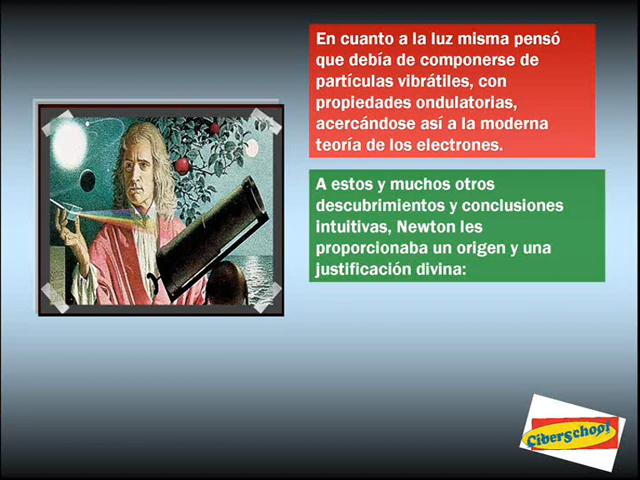 En cuanto a la luz misma pensó
que debía de componerse de
partículas vibrátiles, con
propiedades ondulatorias,
acercándose así a la moderna
teoría de los electrones.
A estos y muchos otros
descubrimientos y conclusiones
intuitivas, Newton les
proporcionaba un origen y una
justificación divina:
Ciberschool